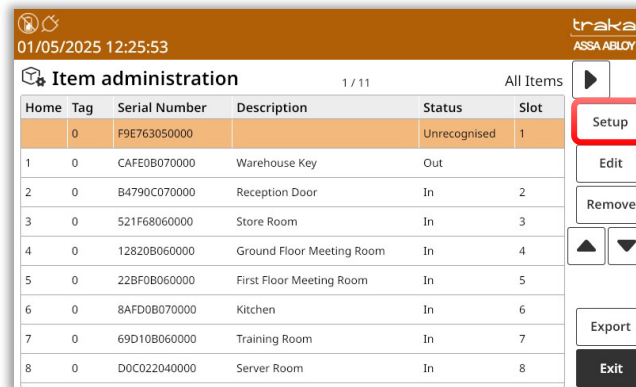 01/05/2025 12:25:53
traka
ASSA ABLOY
Item administration 1 / 11 All Items
Home Tag Serial Number Description Status Slot
0 F9E763050000 Unrecognised 1
1 0 CAFE0B070000 Warehouse Key Out
2 0 B4790C070000 Reception Door In 2
3 0 521F68060000 Store Room In 3
4 0 12820B060000 Ground Floor Meeting Room In 4
5 0 22BF0B060000 First Floor Meeting Room In 5
6 0 8AFD0B070000 Kitchen In 6
7 0 69D10B060000 Training Room In 7
8 0 D0C022040000 Server Room In 8
Setup
Edit
Remove
Export
Exit